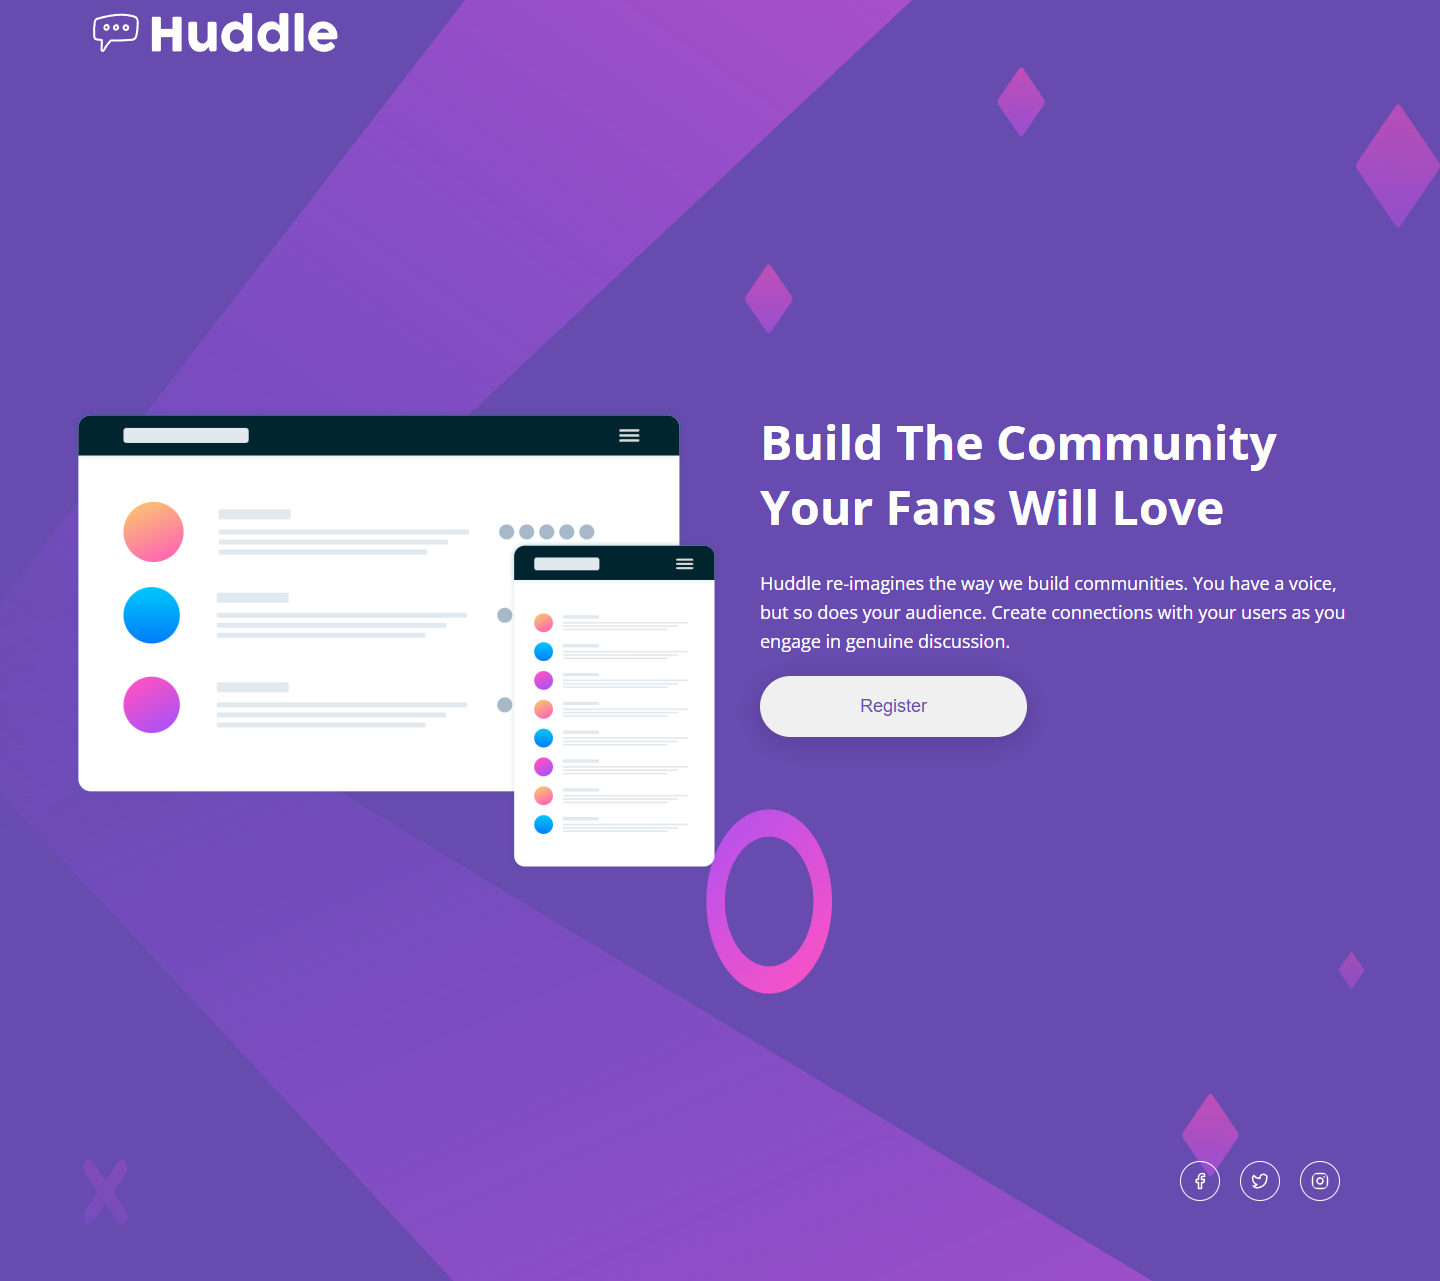 Huddle
Build The Community
Your Fans Will Love
Huddle re-imagines the way we build communities. You have a voice,
but so does your audience. Create connections with your users as you
engage in genuine discussion.
Register